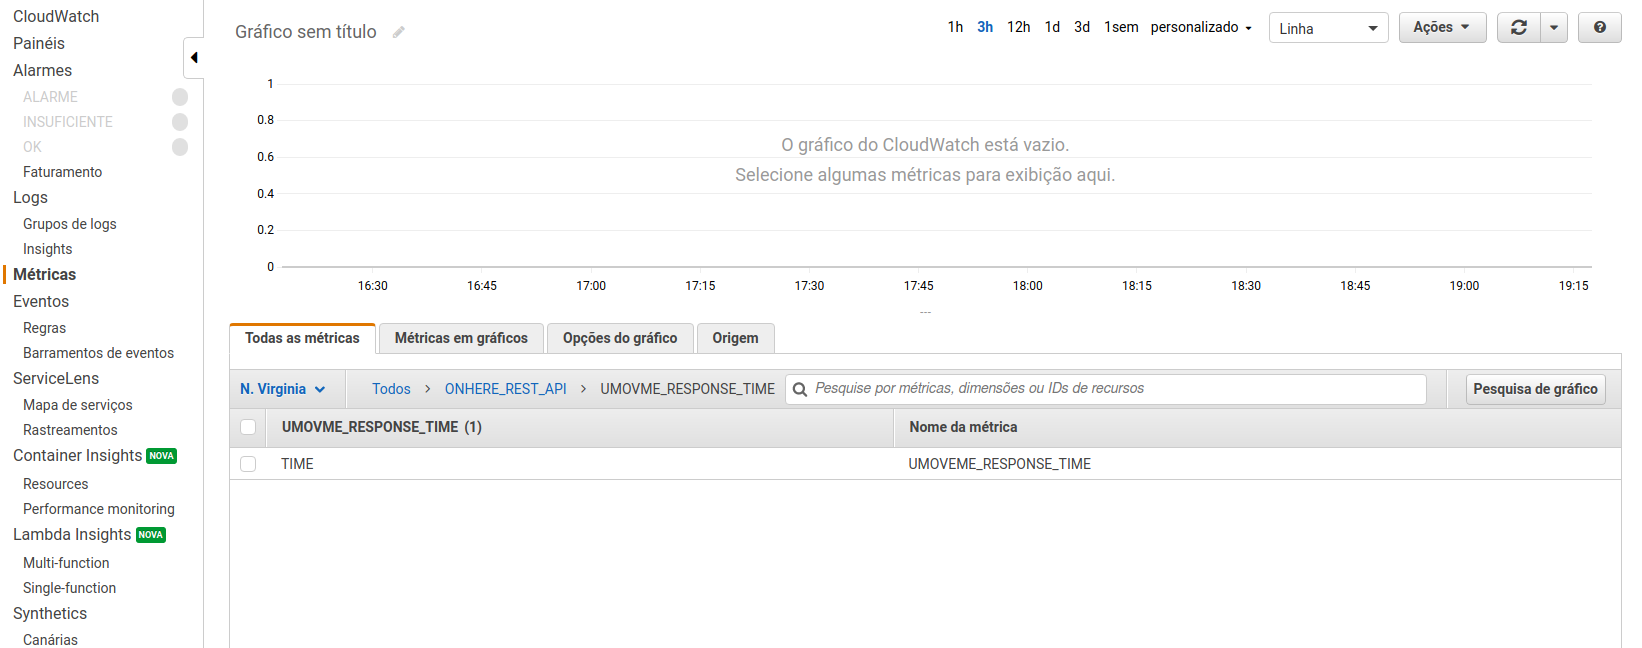 CloudWatch
Painéis
Alarmes
ALARME
INSUFICIENTE
OK
Faturamento
Logs
Grupos de logs
Insights
Métricas
Eventos
Regras
Barramentos de eventos
ServiceLens
Mapa de serviços
Rastreamentos
Container Insights NOVA
Resources
Performance monitoring
Lambda Insights NOVA
Multi-function
Single-function
Synthetics
Canárias
Gráfico sem título
1h 3h 12h 1d 3d 1sem personalizado
Linha
Ações
?
1
0.8
0.6
0.4
0.2
0
O gráfico do CloudWatch está vazio.
Selecione algumas métricas para exibição aqui.
16:30 16:45 17:00 17:15 17:30 17:45 18:00 18:15 18:30 18:45 19:00 19:15
---
Todas as métricas
Métricas em gráficos
Opções do gráfico
Origem
N. Virginia
Todos > ONHERE_REST_API > UMOVME_RESPONSE_TIME
Pesquise por métricas, dimensões ou IDs de recursos
Pesquisa de gráfico
UMOVME_RESPONSE_TIME (1)
Nome da métrica
TIME
UMOVEME_RESPONSE_TIME